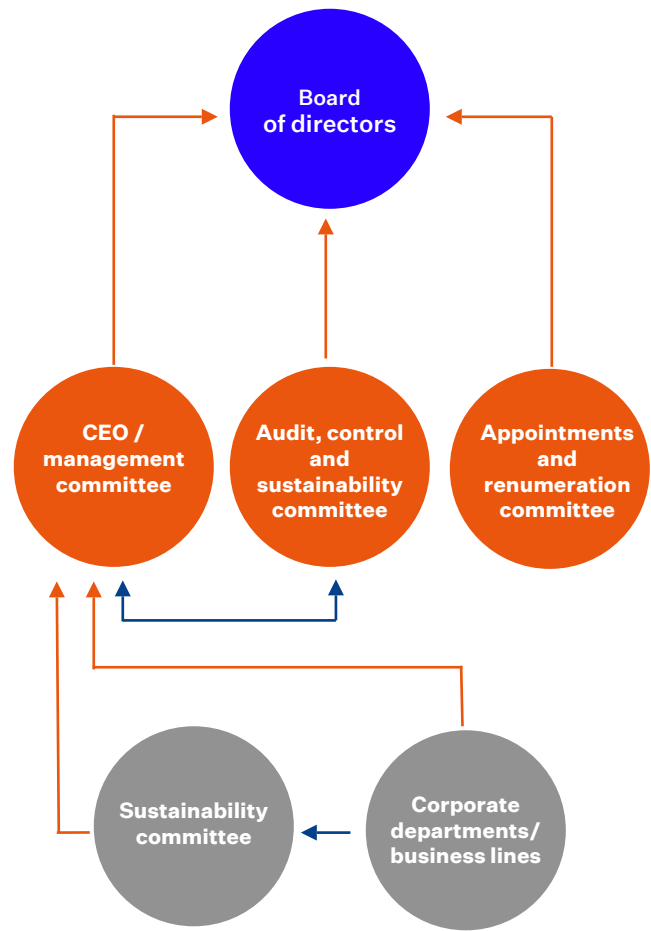 Board
of directors
CEO /
management
committee
Audit, control
and
sustainability
committee
Appointments
and
renumeration
committee
Sustainability
committee
Corporate
departments/
business lines